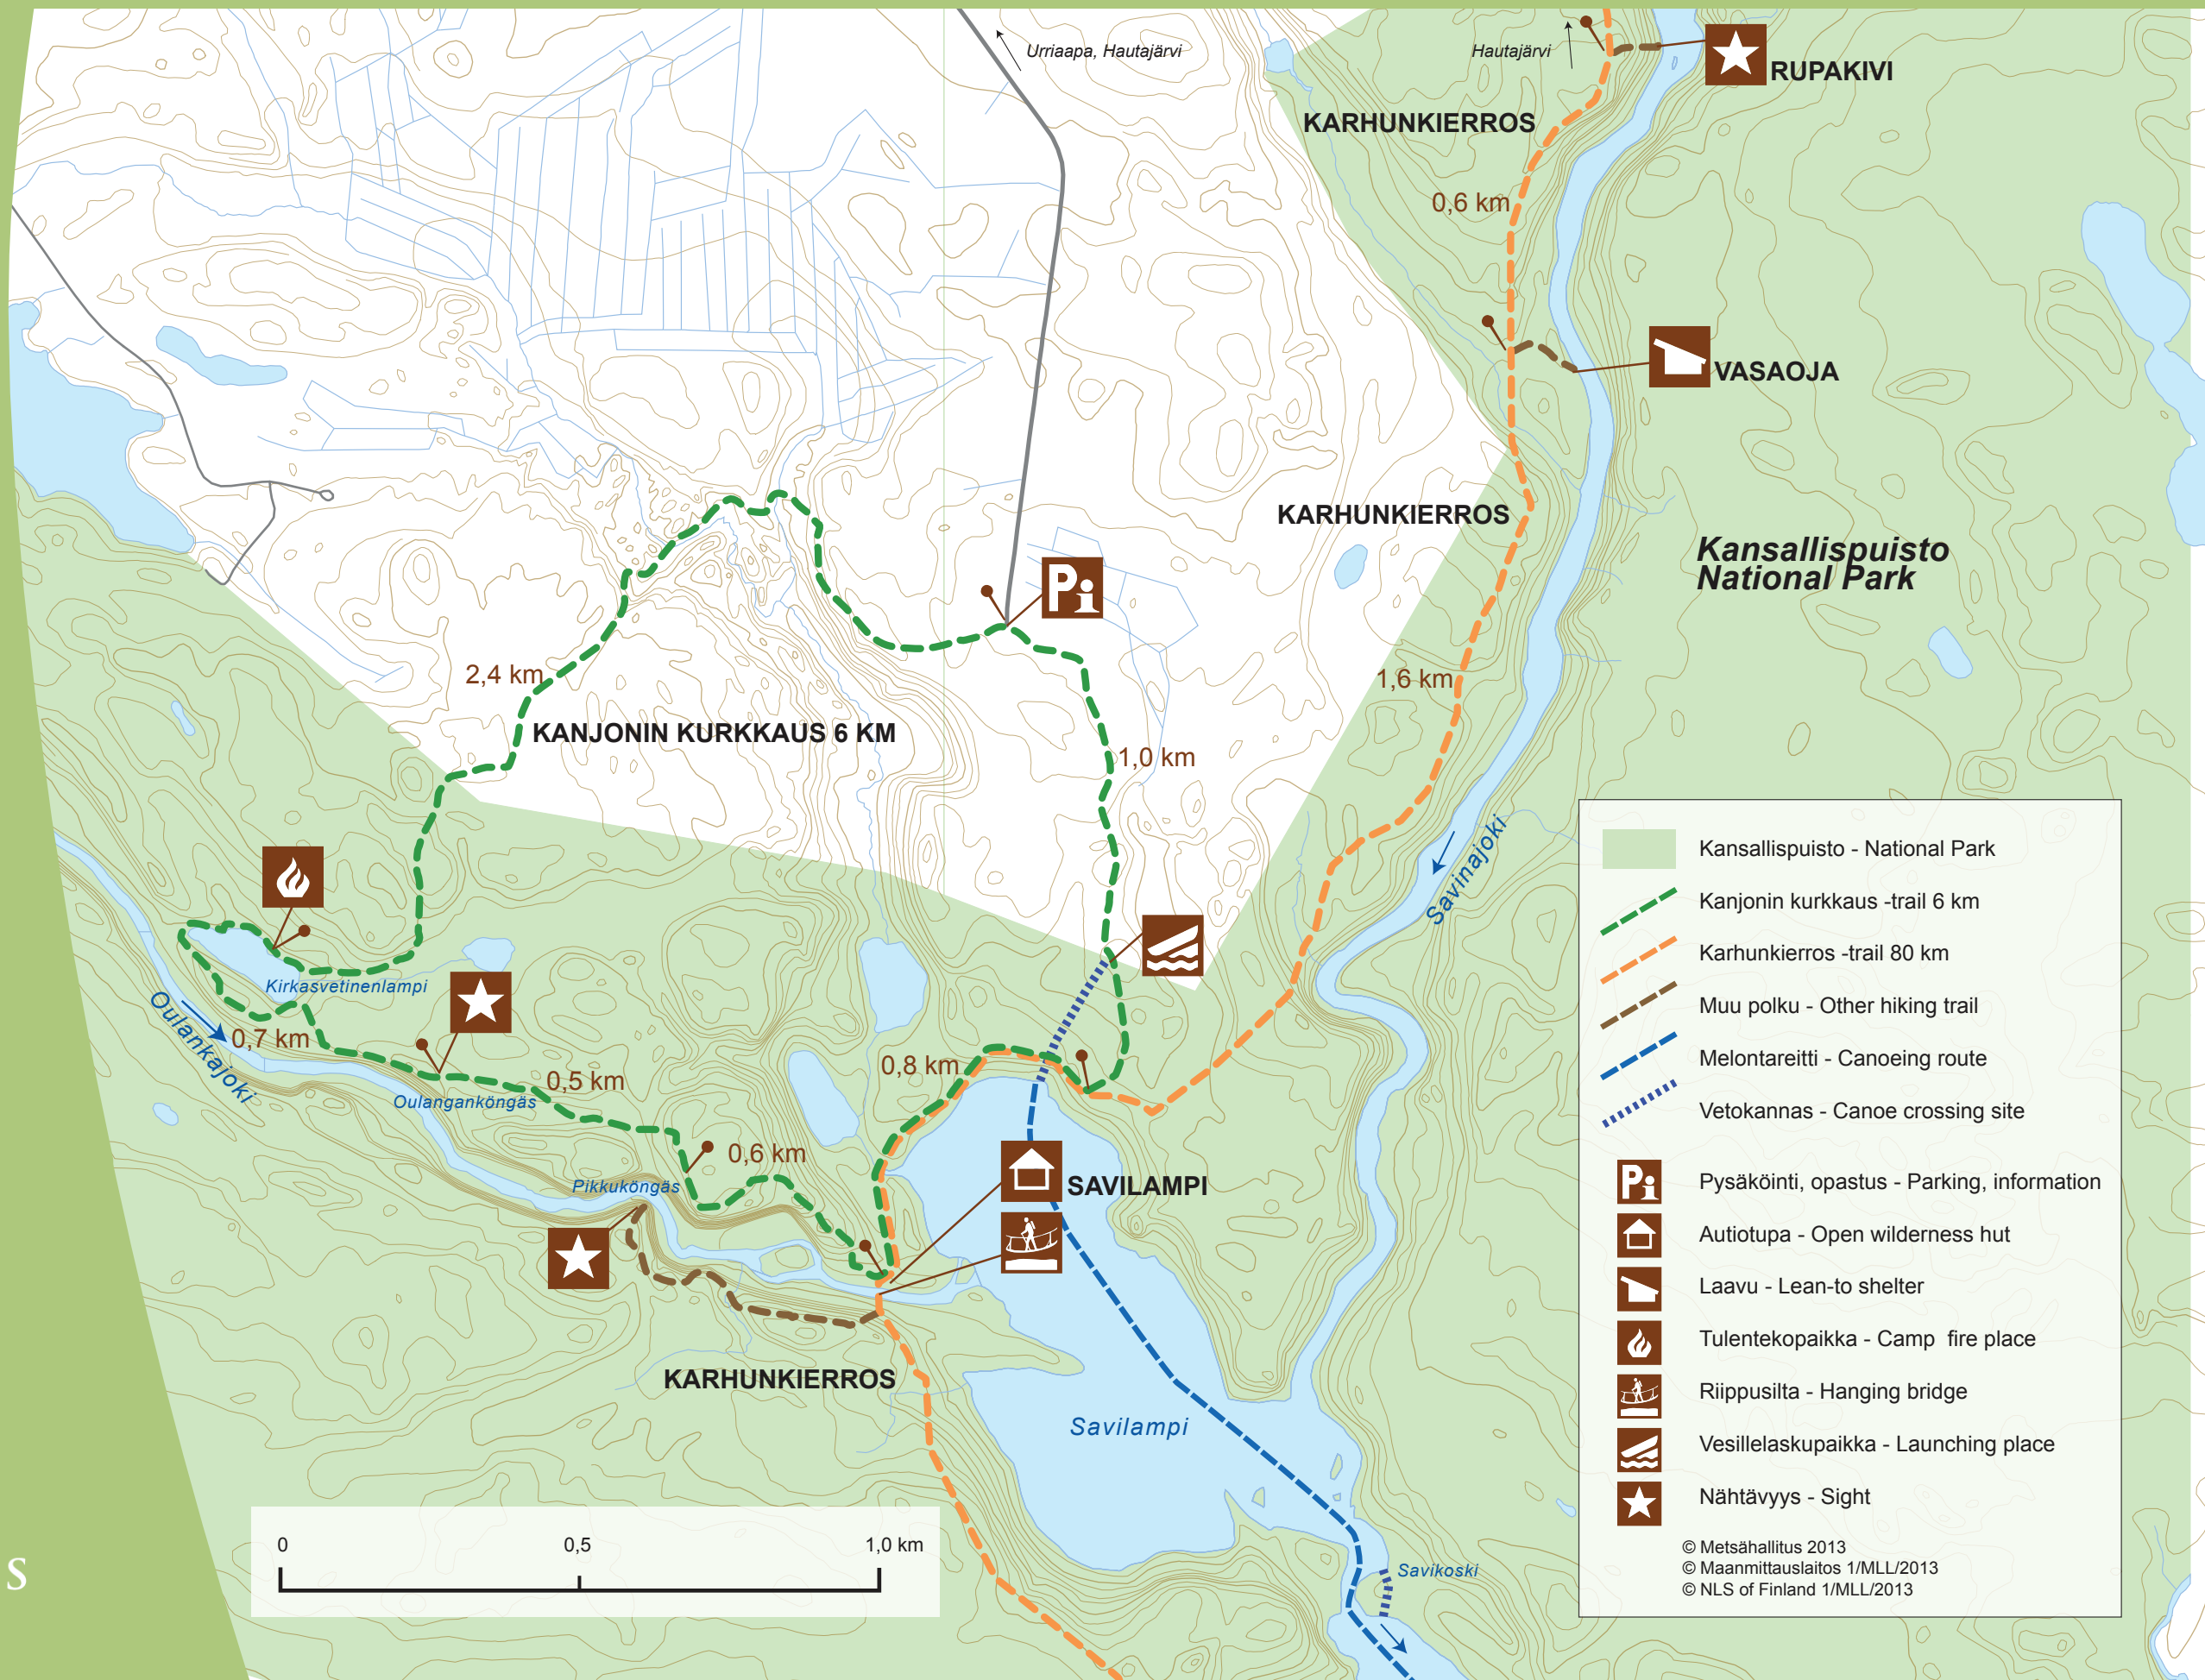 Urriaapa, Hautajärvi
Hautajärvi
RUPAKIVI
KARHUNKIERROS
0,6 km
VASAOJA
KARHUNKIERROS
Kansallispuisto
National Park
2,4 km
1,6 km
KANJONIN KURKKAUS 6 KM
1,0 km
Savinajoki
Kirkasvetinenlampi
Oulankajoki
0,7 km
0,5 km
Oulangankōngäs
0,8 km
0,6 km
Pikkuköngäs
SAVILAMPI
KARHUNKIERROS
Savilampi
Savikoski
0 0,5 1,0 km
S
Pi
Kansallispuisto - National Park
Kanjonin kurkkaus -trail 6 km
Karhunkierros -trail 80 km
Muu polku - Other hiking trail
Melontareitti - Canoeing route
Vetokannas - Canoe crossing site
Pi Pysäköinti, opastus - Parking, information
Autiotupa - Open wilderness hut
Laavu - Lean-to shelter
Tulentekopaikka - Camp fire place
Riippusilta - Hanging bridge
Vesillelaskupaikka - Launching place
Nähtävyys - Sight
© Metsähallitus 2013
© Maanmittauslaitos 1/MLL/2013
© NLS of Finland 1/MLL/2013